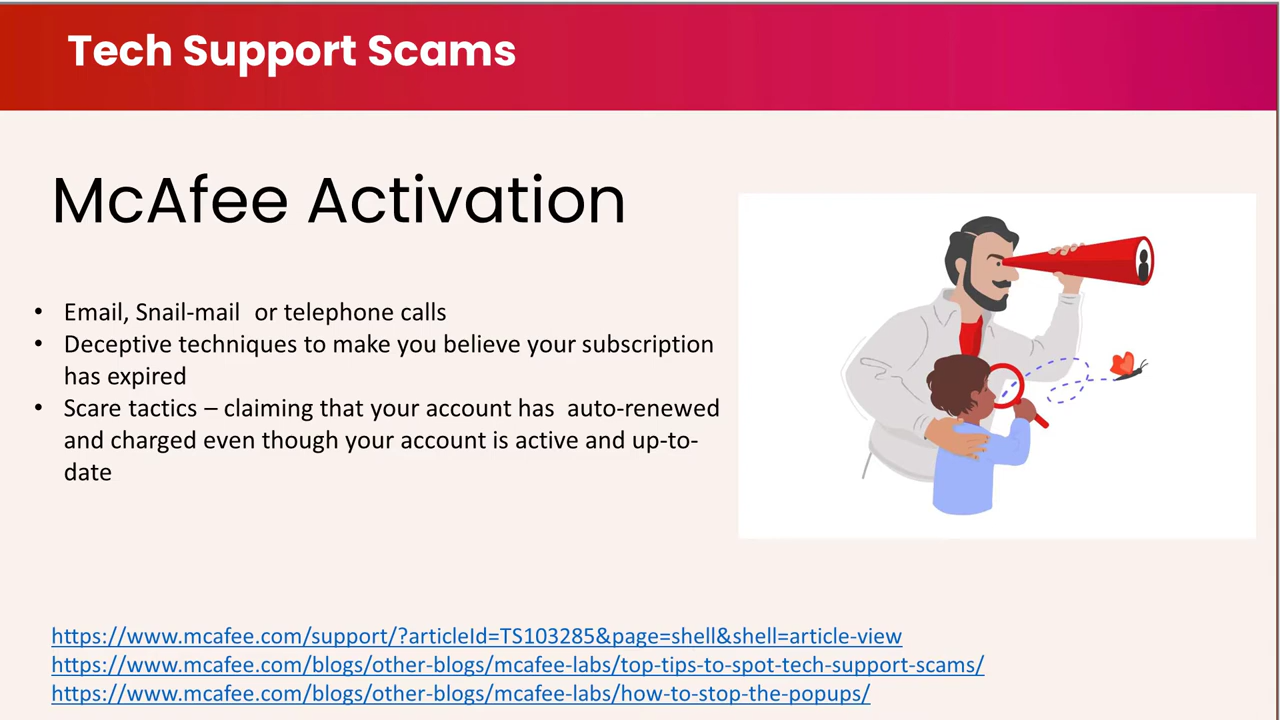 Tech Support Scams
McAfee Activation
• Email, Snail-mail  or telephone calls
• Deceptive techniques to make you believe your subscription
has expired
• Scare tactics – claiming that your account has  auto-renewed
and charged even though your account is active and up-to-
date
https://www.mcafee.com/support/?articleId=TS103285&page=shell&shell=article-view
https://www.mcafee.com/blogs/other-blogs/mcafee-labs/top-tips-to-spot-tech-support-scams/
https://www.mcafee.com/blogs/other-blogs/mcafee-labs/how-to-stop-the-popups/